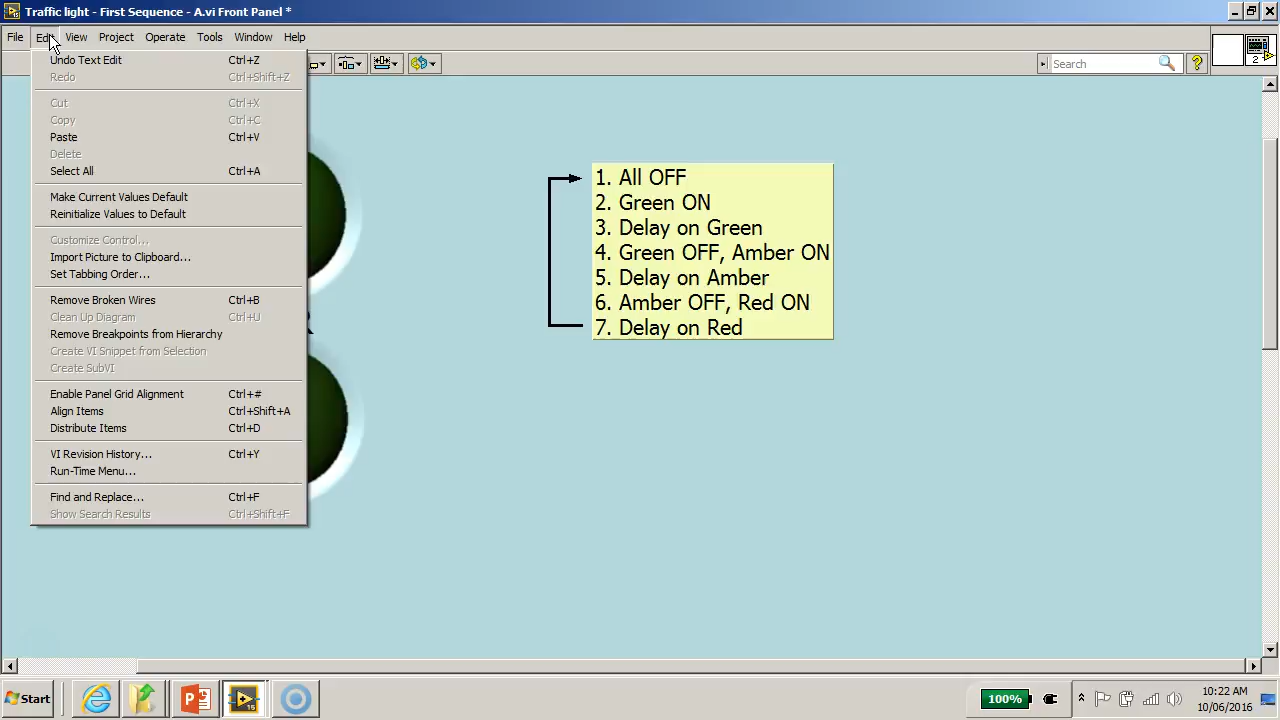 Traffic light - First Sequence - A.vi Front Panel *
File Edit View Project Operate Tools Window Help
Search
2
Undo Text Edit Ctrl+Z
Redo Ctrl+Shift+Z
Cut Ctrl+X
Copy Ctrl+C
Paste Ctrl+V
Delete
Select All Ctrl+A
Make Current Values Default
Reinitialize Values to Default
Customize Control...
Import Picture to Clipboard...
Set Tabbing Order...
Remove Broken Wires Ctrl+B
Clean Up Diagram Ctrl+U
Remove Breakpoints from Hierarchy
Create VI Snippet from Selection
Create SubVI
Enable Panel Grid Alignment Ctrl+#
Align Items Ctrl+Shift+A
Distribute Items Ctrl+D
VI Revision History... Ctrl+Y
Run-Time Menu...
Find and Replace... Ctrl+F
Show Search Results Ctrl+Shift+F
1. All OFF
2. Green ON
3. Delay on Green
4. Green OFF, Amber ON
5. Delay on Amber
6. Amber OFF, Red ON
7. Delay on Red
Start
100%
10:22 AM
10/06/2016